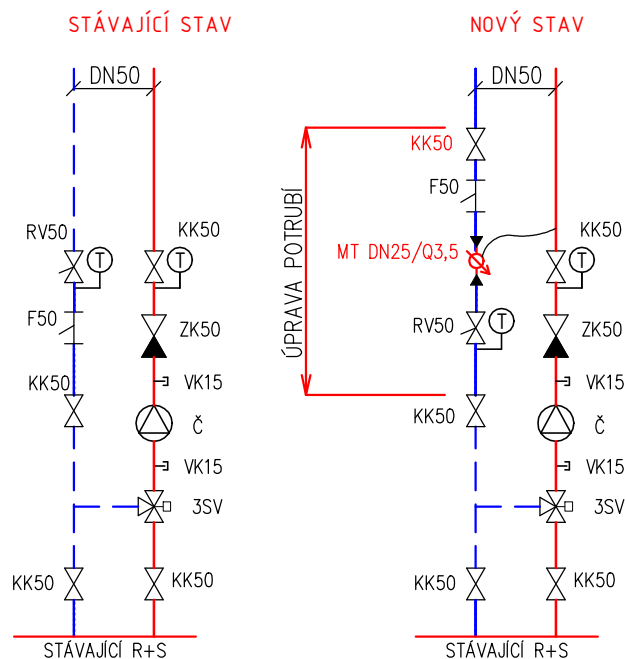 STÁVAJÍCÍ STAV
DN50
RV50
T
KK50
T
F50
ZK50
KK50
VK15
Č
VK15
3SV
KK50
KK50
STÁVAJÍCÍ R+S
NOVÝ STAV
DN50
KK50
F50
ÚPRAVA POTRUBÍ
MT DN25/Q3,5
KK50
T
RV50
T
ZK50
VK15
KK50
Č
VK15
3SV
KK50
KK50
STÁVAJÍCÍ R+S